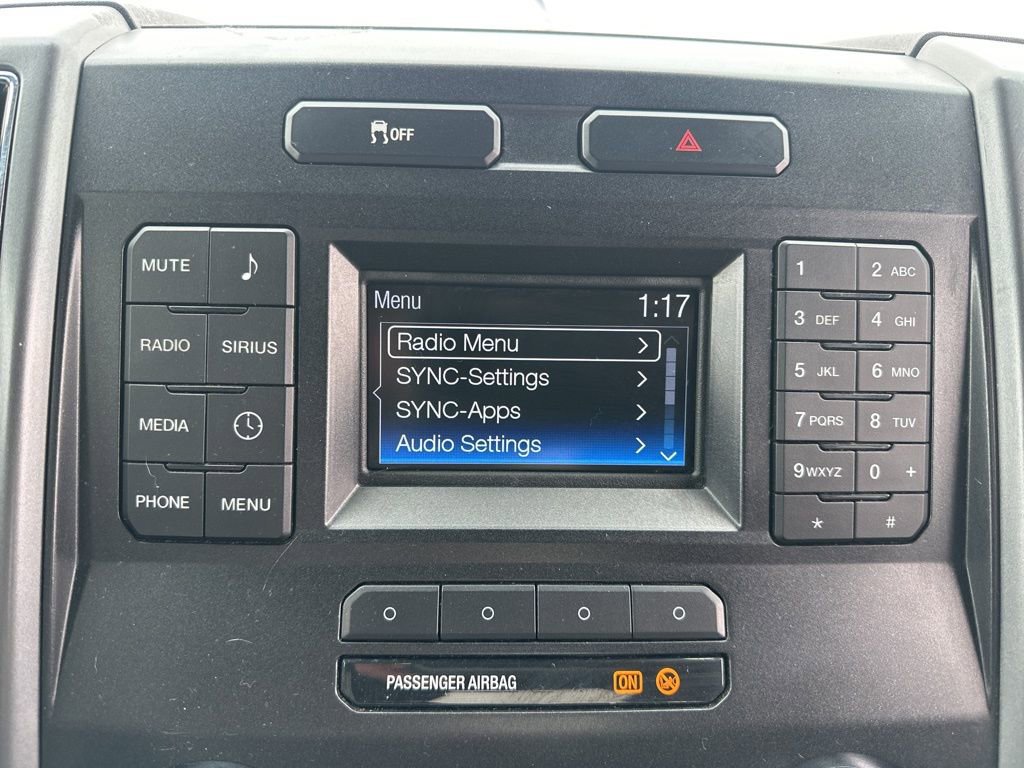 OFF
MUTE
RADIO SIRIUS
MEDIA
PHONE MENU
Menu 1:17
Radio Menu >
SYNC-Settings >
SYNC-Apps >
Audio Settings >
1 2 ABC
3 DEF 4 GHI
5 JKL 6 MNO
7 PQRS 8 TUV
9 WXYZ 0 +
* #
PASSENGER AIRBAG ON